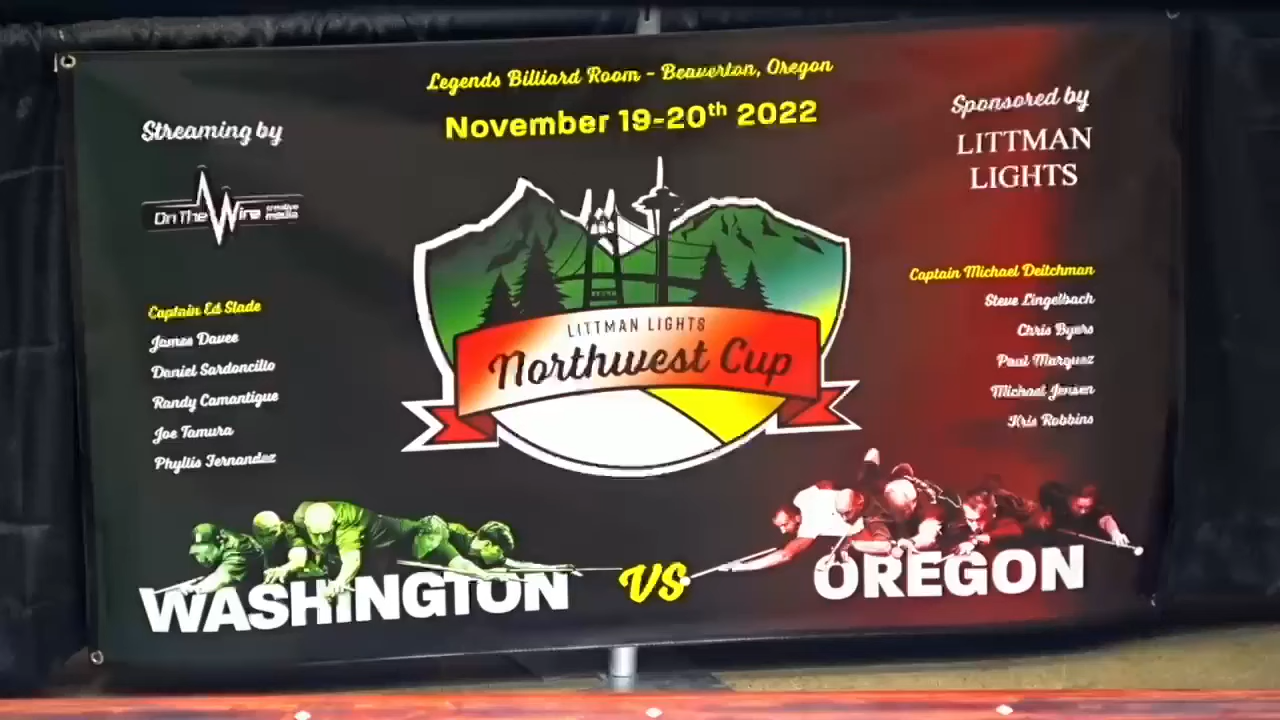 Legends Billiard Room - Beaverton, Oregon
November 19-20th 2022
Streaming by
On The Wire creative media
Sponsored by
LITTMAN
LIGHTS
LITTMAN LIGHTS
Northwest Cup
Captain Ed Slade
James Davee
Daniel Sardoncillo
Randy Camantigue
Joe Tamura
Phyllis Fernandez
Captain Michael Deitchman
Steve Lingelbach
Chris Byers
Paul Marquez
Michael Jensen
Kris Robbins
WASHINGTON
VS
OREGON